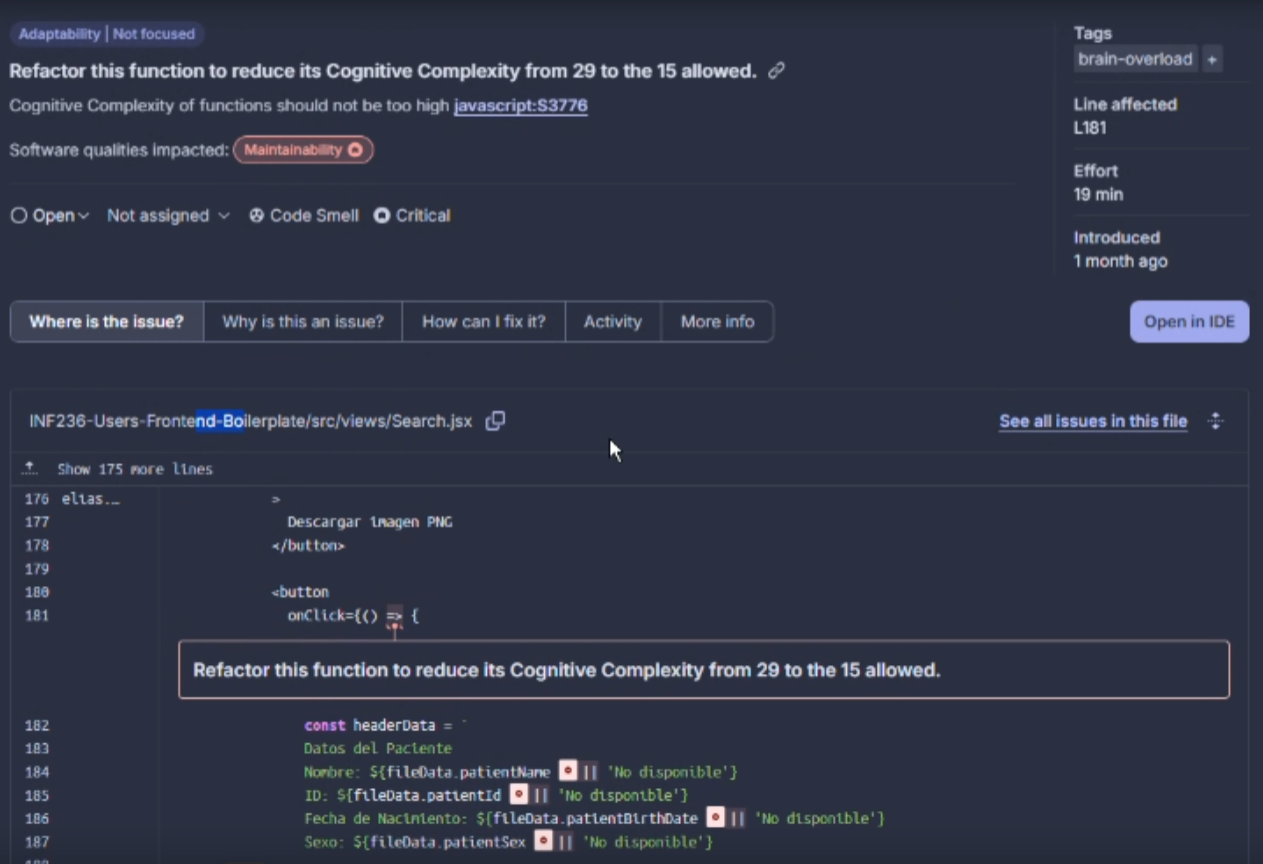 Adaptability | Not focused
Refactor this function to reduce its Cognitive Complexity from 29 to the 15 allowed.
Cognitive Complexity of functions should not be too high javascript:S3776
Software qualities impacted: Maintainability
Open Not assigned Code Smell Critical
Tags
brain-overload +
Line affected
L181
Effort
19 min
Introduced
1 month ago
Where is the issue? Why is this an issue? How can I fix it? Activity More info Open in IDE
INF236-Users-Frontend-Boilerplate/src/views/Search.jsx See all issues in this file
Show 175 more lines
176 elias.… >
177 Descargar imagen PNG
178 </button>
179
180 <button
181 onClick={() => {
Refactor this function to reduce its Cognitive Complexity from 29 to the 15 allowed.
182 const headerData = `
183 Datos del Paciente
184 Nombre: ${fileData.patientName || 'No disponible'}
185 ID: ${fileData.patientId || 'No disponible'}
186 Fecha de Nacimiento: ${fileData.patientBirthDate || 'No disponible'}
187 Sexo: ${fileData.patientSex || 'No disponible'}